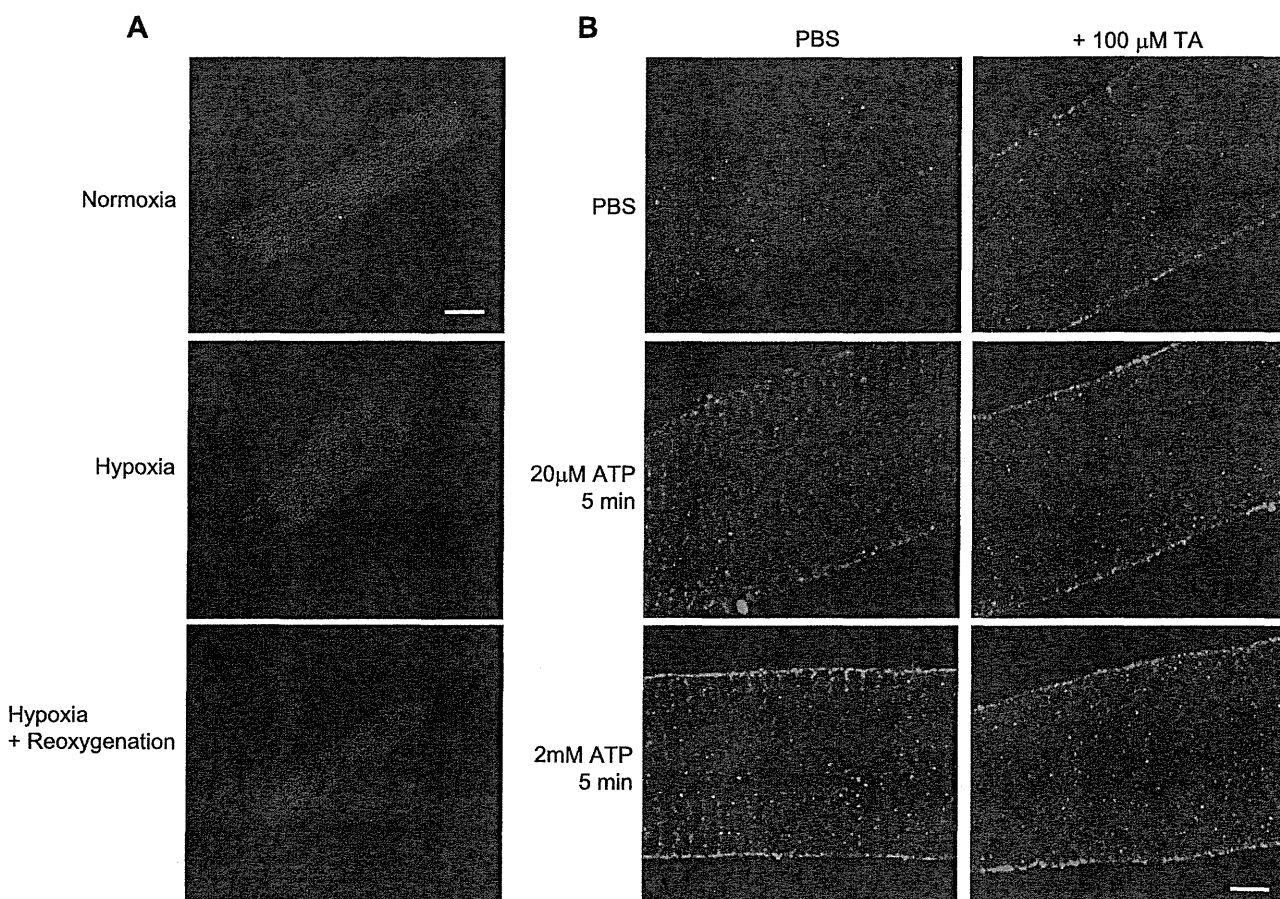 A
B
PBS
+ 100 μM TA
Normoxia
PBS
Hypoxia
20μM ATP
5 min
Hypoxia
+ Reoxygenation
2mM ATP
5 min